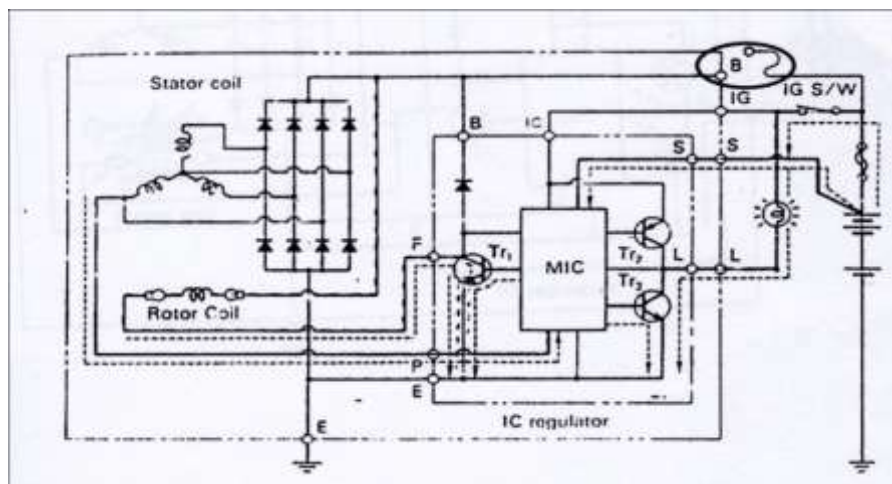 Stator coil
B
IG
IG S/W
B
IC
S
S
F
Tr₁
MIC
Tr₂
L
L
Tr₃
Rotor Coil
P
E
IC regulator
E